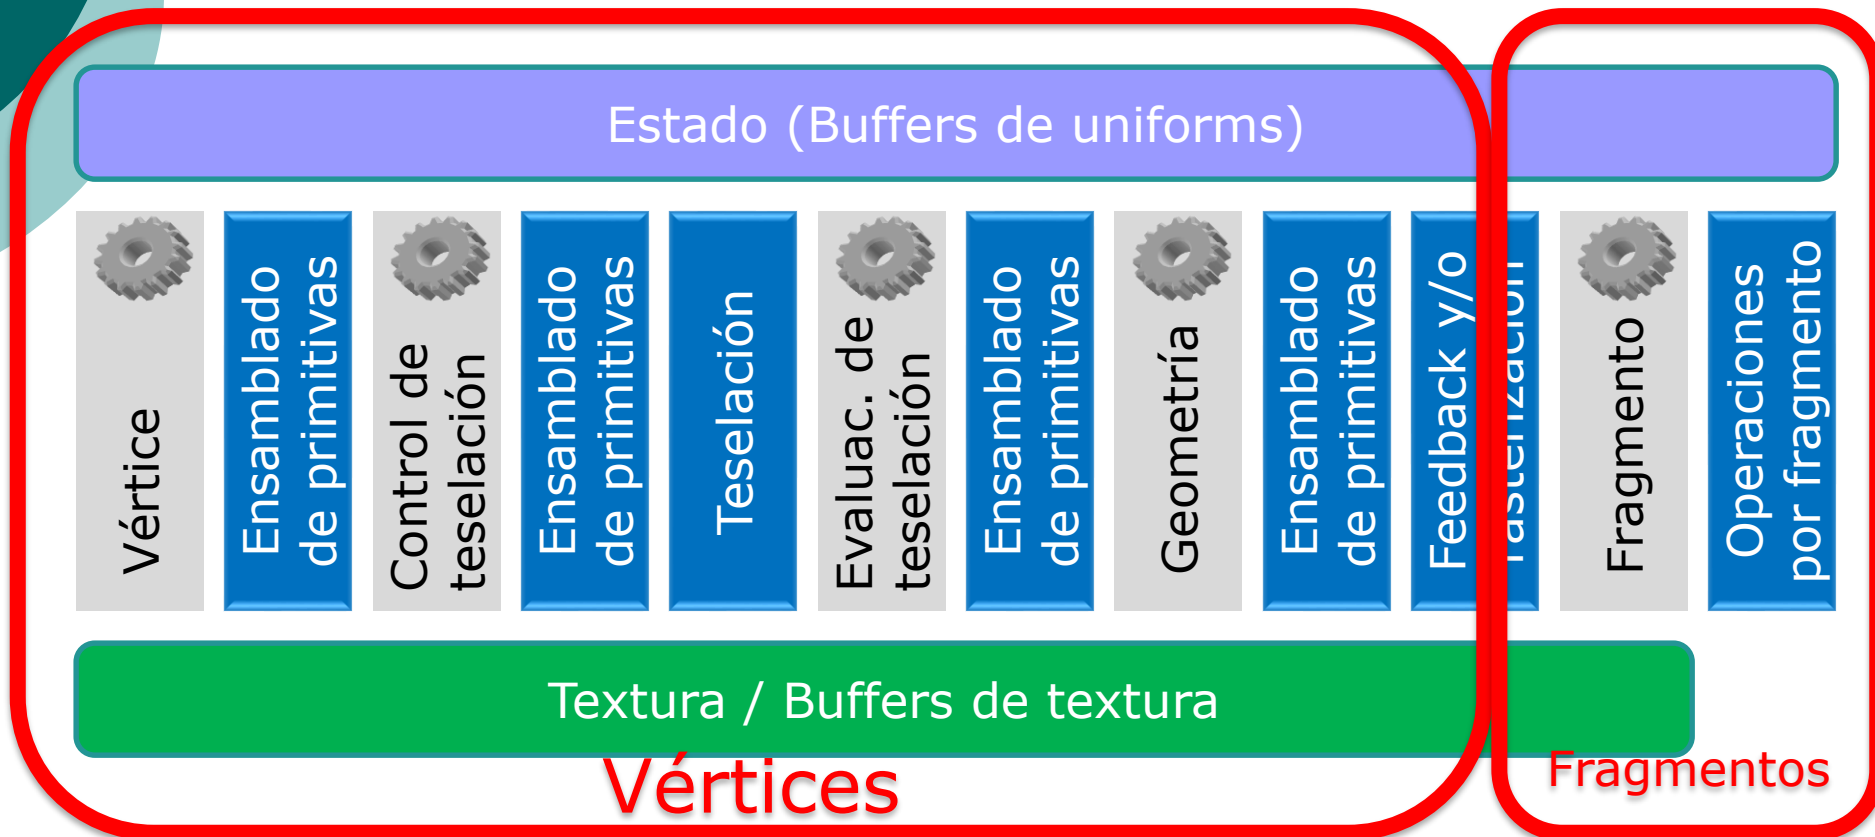 Estado (Buffers de uniforms)
Vértice
Ensamblado
de primitivas
Control de
teselación
Ensamblado
de primitivas
Teselación
Evaluac. de
teselación
Ensamblado
de primitivas
Geometría
Ensamblado
de primitivas
Feedback y/o
rasterización
Fragmento
Operaciones
por fragmento
Textura / Buffers de textura
Vértices
Fragmentos